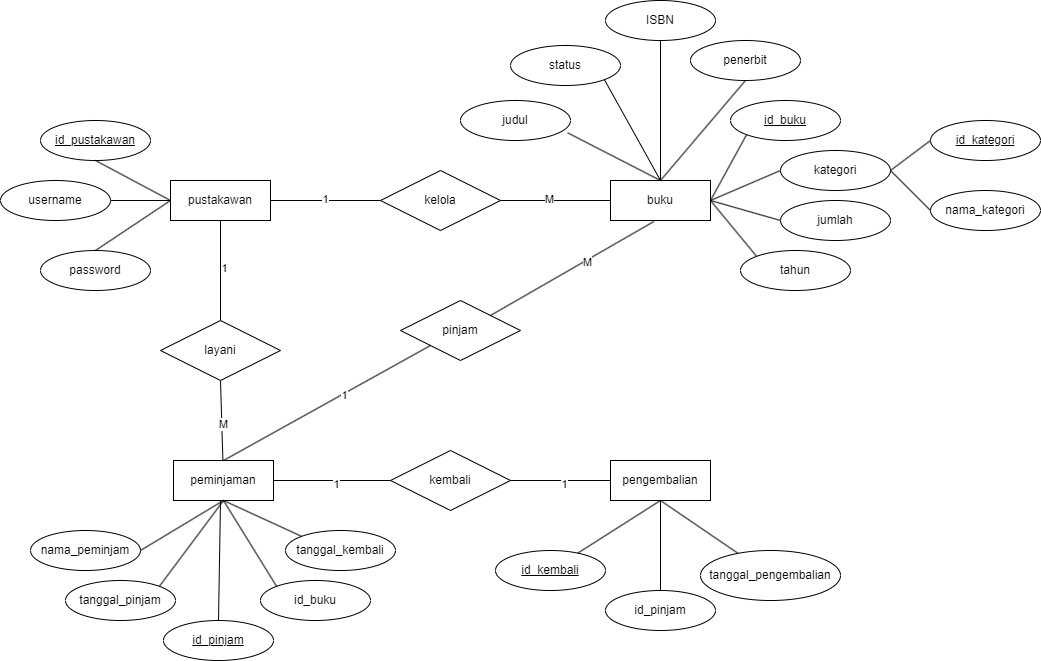 ISBN
status
penerbit
judul
id_buku
id_pustakawan
id_kategori
kategori
username
pustakawan
1
kelola
M
buku
nama_kategori
jumlah
password
1
M
tahun
pinjam
layani
1
M
peminjaman
1
kembali
1
pengembalian
nama_peminjam
tanggal_kembali
id_kembali
tanggal_pengembalian
tanggal_pinjam
id_buku
id_pinjam
id_pinjam